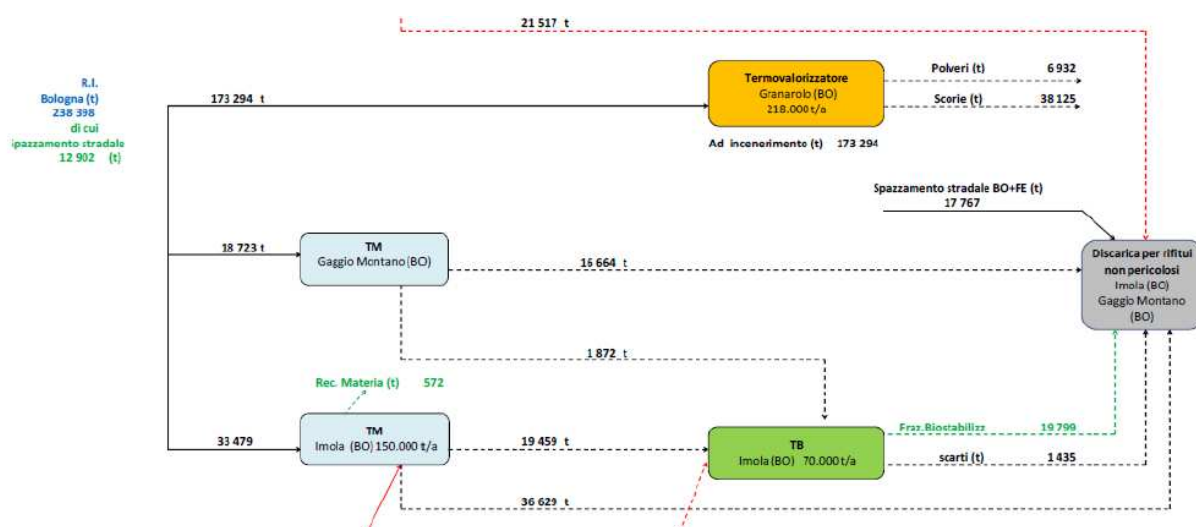 21 517 t
R.I.
Bologna (t)
238 398
di cui
spazzamento stradale
12 902 (t)
173 294 t
Termovalorizzatore
Granarolo (BO)
218.000 t/a
Polveri (t) 6 932
Scorie (t) 38 125
Ad incenerimento (t) 173 294
Spazzamento stradale BO+FE (t)
17 767
18 723 t
TM
Gaggio Montano (BO)
16 664 t
Discarica per rifitui
non pericolosi
Imola (BO)
Gaggio Montano
(BO)
1 872 t
Rec. Materia (t) 572
33 479
TM
Imola (BO) 150.000 t/a
19 459 t
TB
Imola (BO) 70.000 t/a
Fraz.Biostabilizz 19 799
scarti (t) 1 435
36 629 t